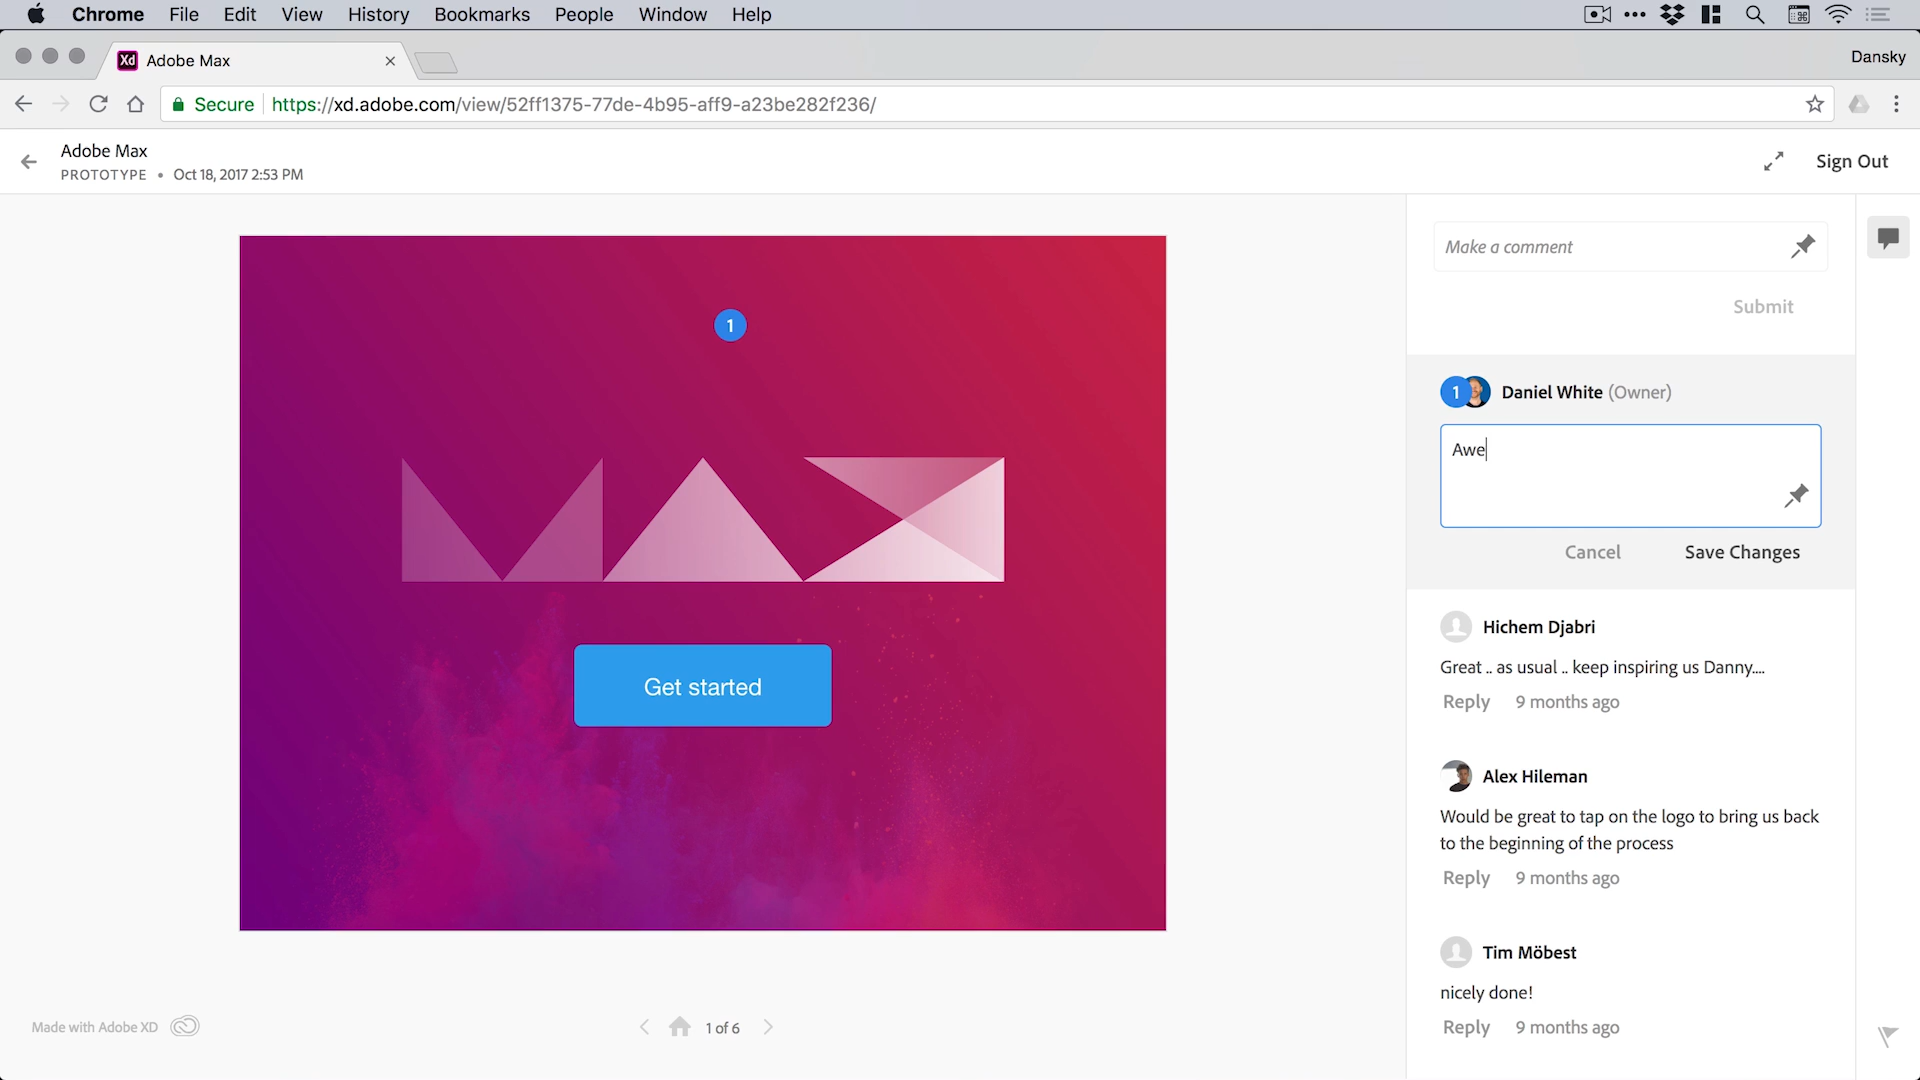 Chrome File Edit View History Bookmarks People Window Help
Xd Adobe Max
Dansky
Secure https://xd.adobe.com/view/52ff1375-77de-4b95-aff9-a23be282f236/
Adobe Max
PROTOTYPE • Oct 18, 2017 2:53 PM
Sign Out
Make a comment
Submit
1
1 Daniel White (Owner)
Awe
Cancel Save Changes
MAX
Get started
Hichem Djabri
Great .. as usual .. keep inspiring us Danny....
Reply 9 months ago
Alex Hileman
Would be great to tap on the logo to bring us back
to the beginning of the process
Reply 9 months ago
Tim Möbest
nicely done!
Reply 9 months ago
Made with Adobe XD
1 of 6